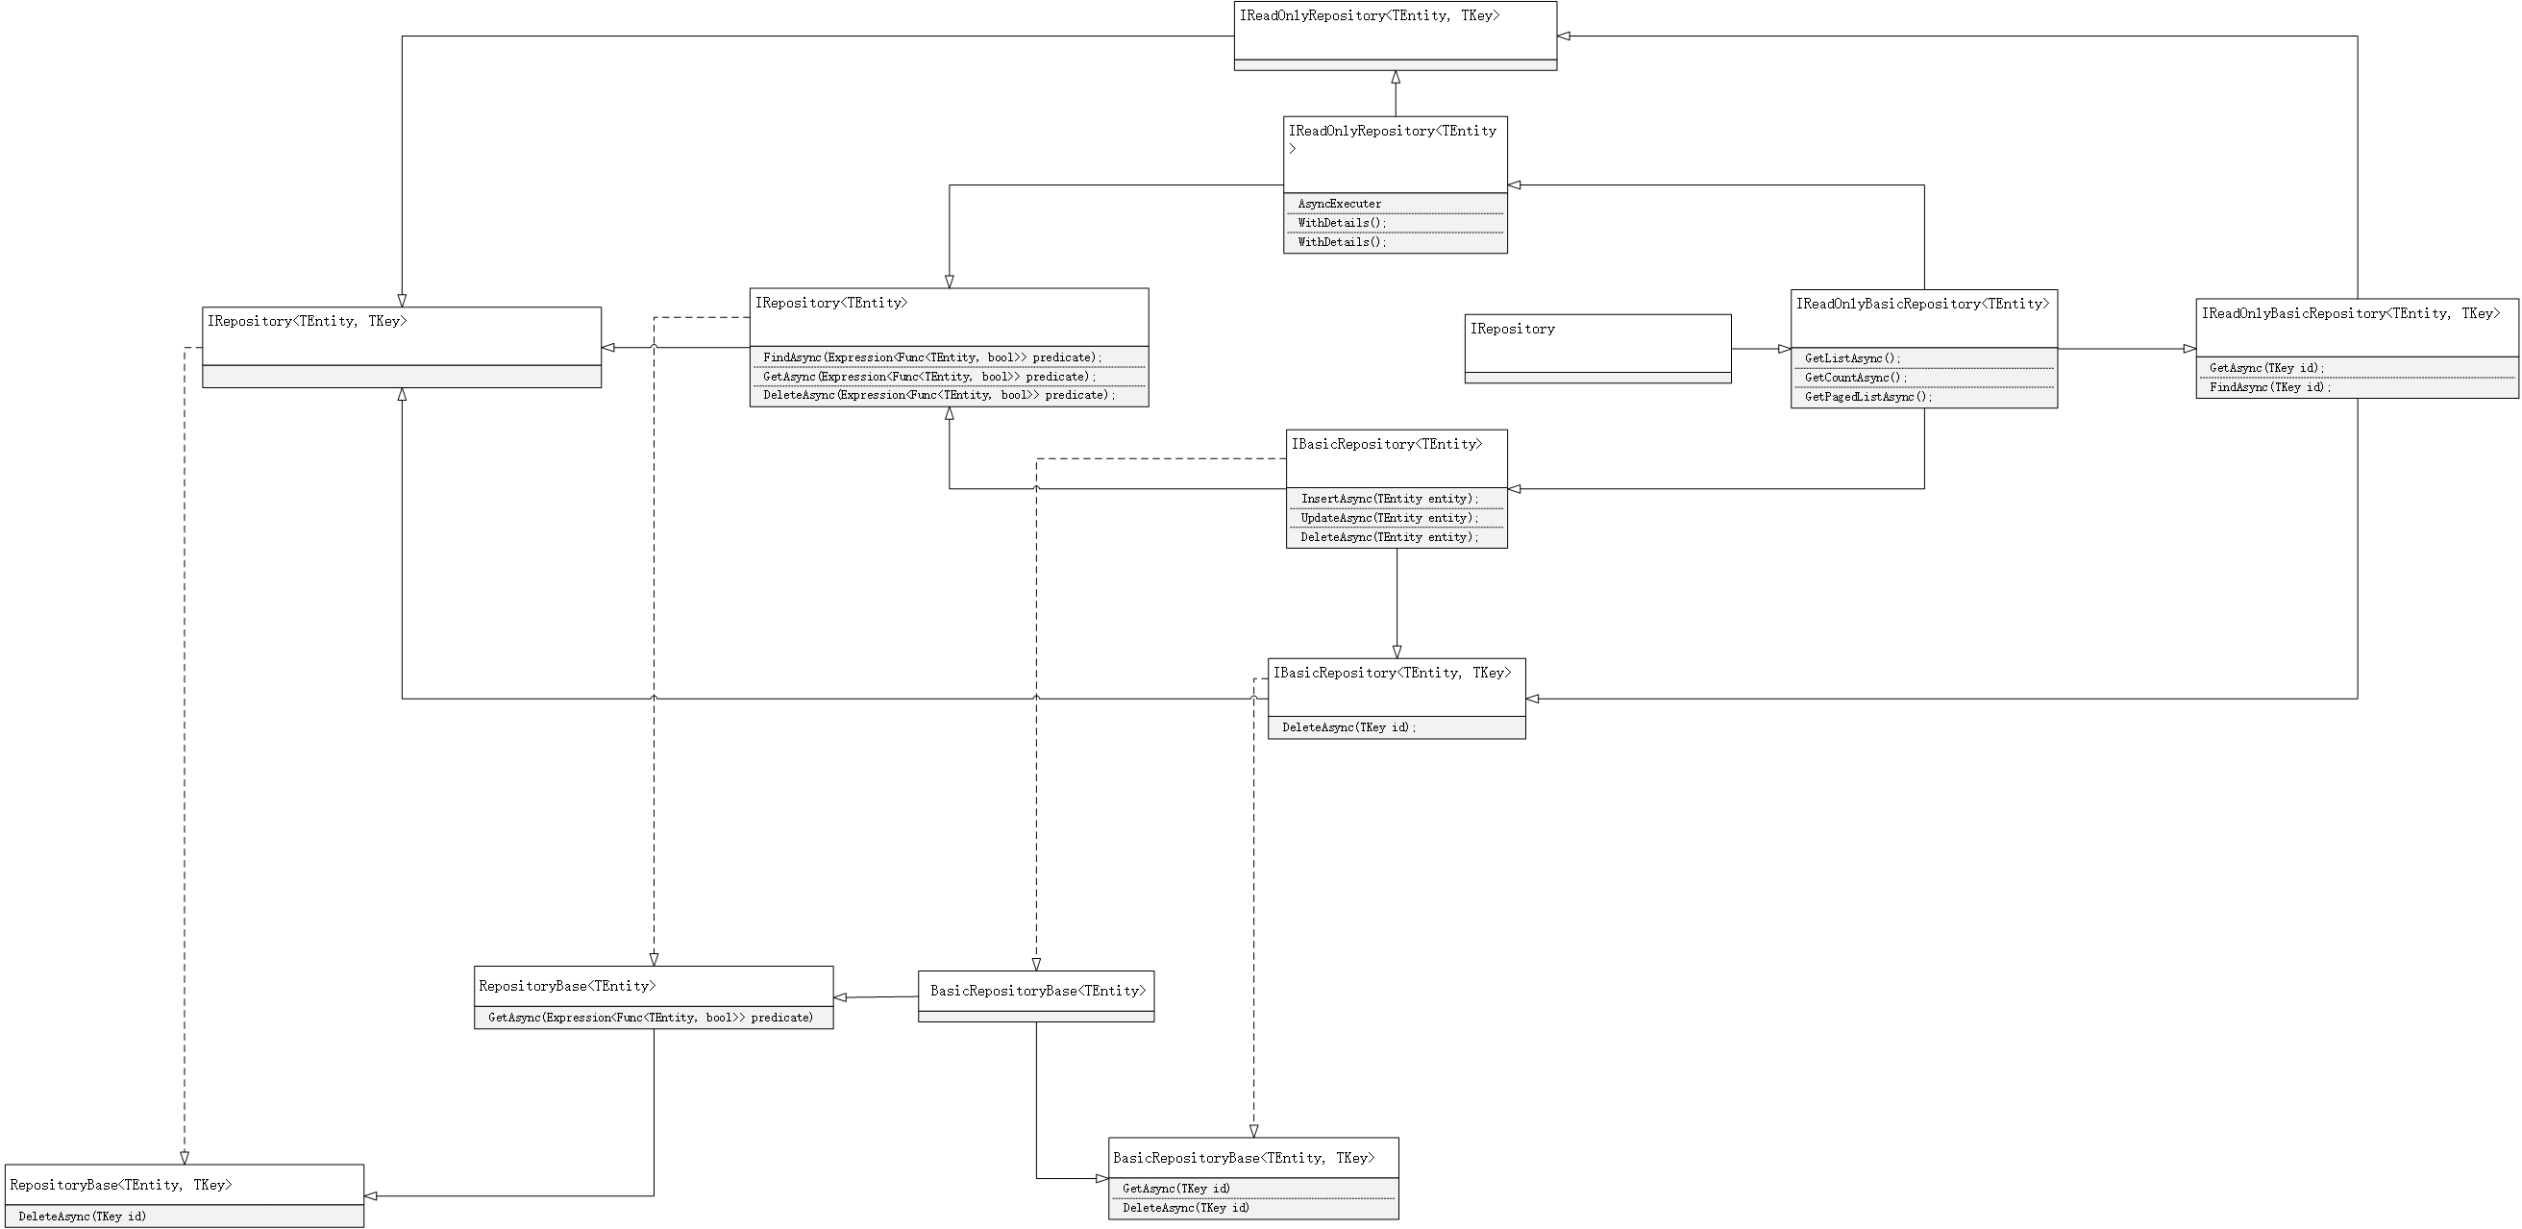 IReadOnlyRepository<TEntity, TKey>
IReadOnlyRepository<TEntity
>
AsyncExecuter
WithDetails();
WithDetails();
IRepository<TEntity, TKey>
IRepository<TEntity>
FindAsync(Expression<Func<TEntity, bool>> predicate);
GetAsync(Expression<Func<TEntity, bool>> predicate);
DeleteAsync(Expression<Func<TEntity, bool>> predicate);
IRepository
IReadOnlyBasicRepository<TEntity>
GetListAsync();
GetCountAsync();
GetPagedListAsync();
IReadOnlyBasicRepository<TEntity, TKey>
GetAsync(TKey id);
FindAsync(TKey id);
IBasicRepository<TEntity>
InsertAsync(TEntity entity);
UpdateAsync(TEntity entity);
DeleteAsync(TEntity entity);
IBasicRepository<TEntity, TKey>
DeleteAsync(TKey id);
RepositoryBase<TEntity>
GetAsync(Expression<Func<TEntity, bool>> predicate)
BasicRepositoryBase<TEntity>
BasicRepositoryBase<TEntity, TKey>
GetAsync(TKey id)
DeleteAsync(TKey id)
RepositoryBase<TEntity, TKey>
DeleteAsync(TKey id)